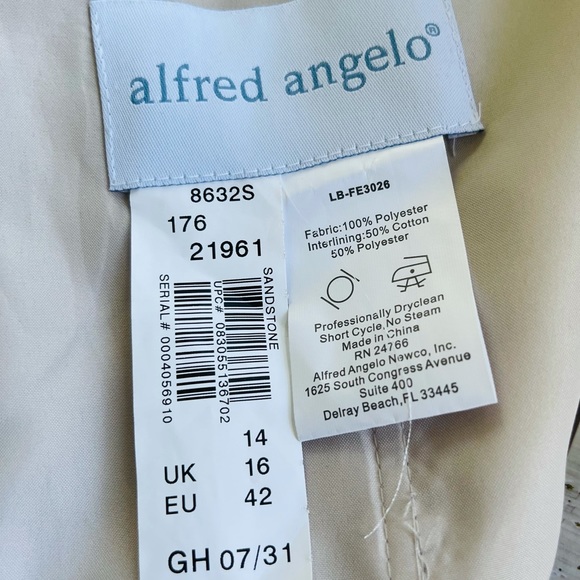 alfred angelo®
8632S
176
21961
SANDSTONE
UPC# 083055136702
SERIAL# 0004056910
14
UK 16
EU 42
GH 07/31
LB-FE3026
Fabric:100% Polyester
Interlining:50% Cotton
50% Polyester
Professionally Dryclean
Short Cycle, No Steam
Made in China
RN 24766
Alfred Angelo Newco, Inc.
1625 South Congress Avenue
Suite 400
Delray Beach,FL 33445